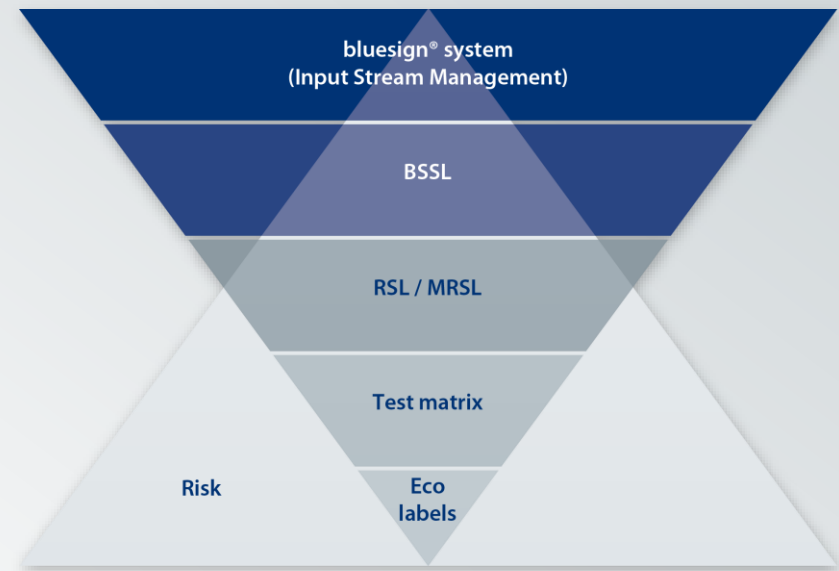 bluesign® system
(Input Stream Management)
BSSL
RSL / MRSL
Test matrix
Risk
Eco
labels